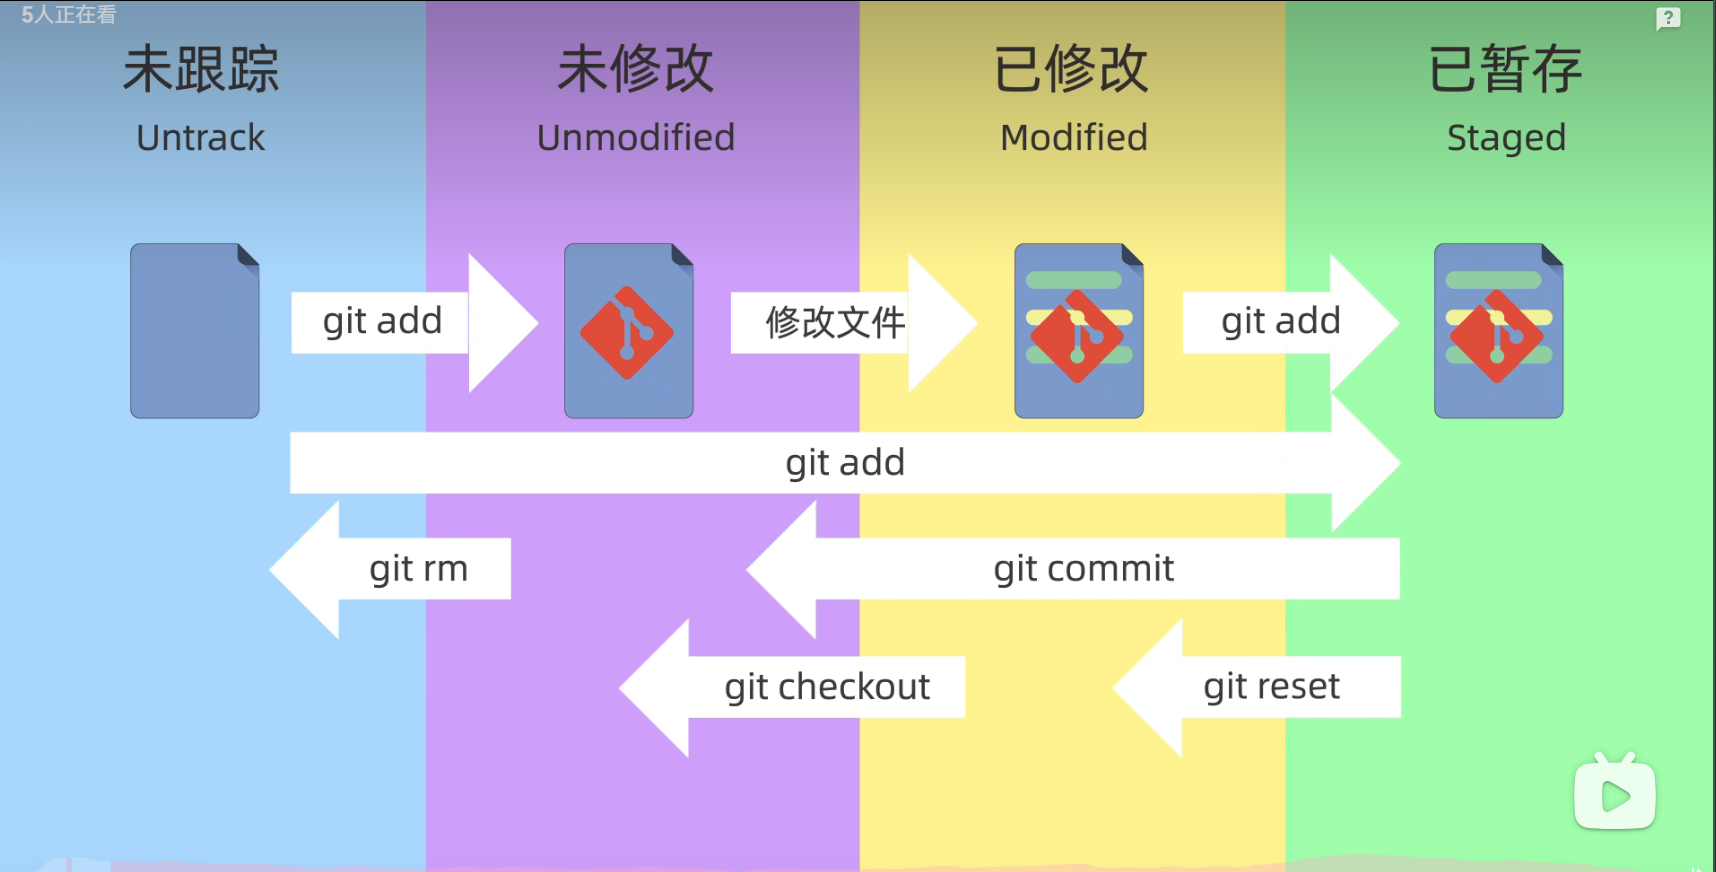 5人正在看
未跟踪
Untrack
未修改
Unmodified
已修改
Modified
已暂存
Staged
git add
修改文件
git add
git add
git rm
git commit
git checkout
git reset